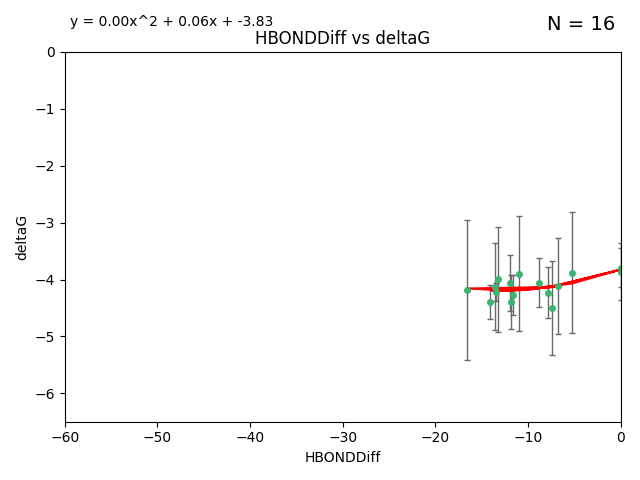 y = 0.00x^2 + 0.06x + -3.83
N = 16
HBONDDiff vs deltaG
0
−1
−2
−3
−4
−5
−6
deltaG
−60
−50
−40
−30
−20
−10
0
HBONDDiff